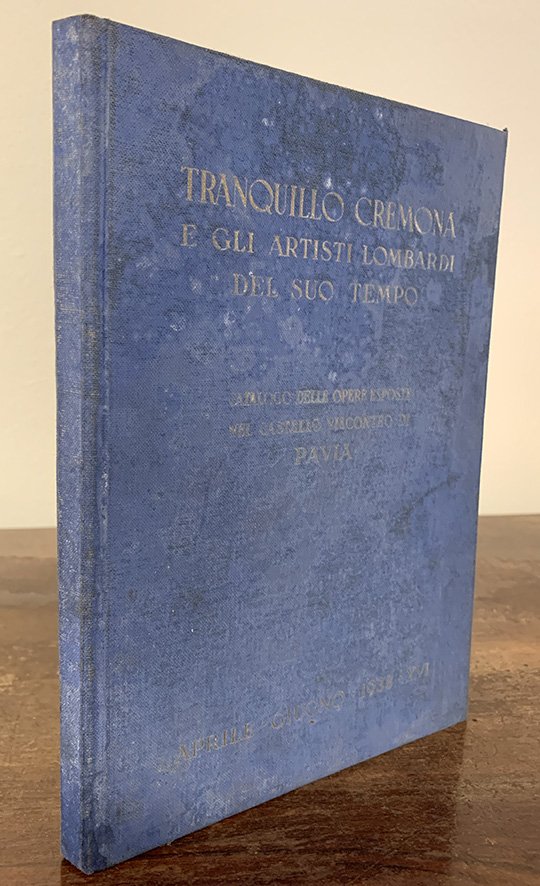 TRANQUILLO CREMONA
E GLI ARTISTI LOMBARDI
DEL SUO TEMPO
CATALOGO DELLE OPERE ESPOSTE
NEL CASTELLO VISCONTEO DI
PAVIA
APRILE - GIUGNO 1938 XVI